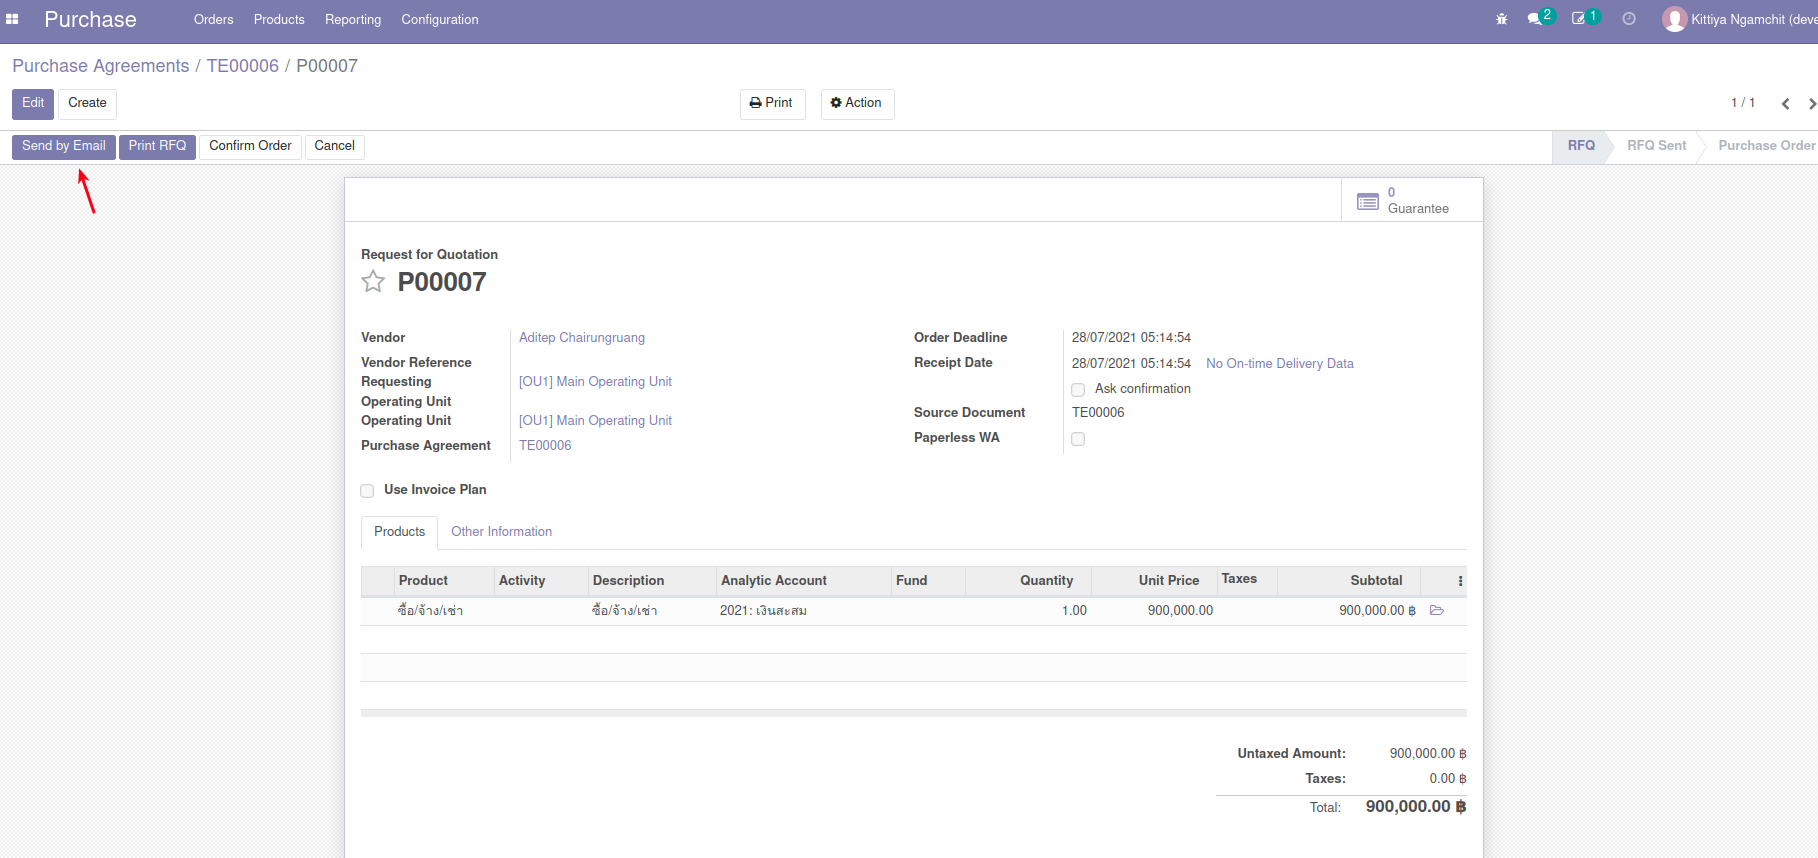 Purchase Orders Products Reporting Configuration 2 1 Kittiya Ngamchit (deve
Purchase Agreements / TE00006 / P00007
Edit Create Print Action 1 / 1
Send by Email Print RFQ Confirm Order Cancel RFQ RFQ Sent Purchase Order
0
Guarantee
Request for Quotation
P00007
Vendor Aditep Chairungruang Order Deadline 28/07/2021 05:14:54
Vendor Reference Receipt Date 28/07/2021 05:14:54 No On-time Delivery Data
Requesting [OU1] Main Operating Unit Ask confirmation
Operating Unit
Operating Unit [OU1] Main Operating Unit Source Document TE00006
Purchase Agreement TE00006 Paperless WA
Use Invoice Plan
Products Other Information
Product Activity Description Analytic Account Fund Quantity Unit Price Taxes Subtotal
ซื้อ/จ้าง/เช่า ซื้อ/จ้าง/เช่า 2021: เงินสะสม 1.00 900,000.00 900,000.00 ฿
Untaxed Amount: 900,000.00 ฿
Taxes: 0.00 ฿
Total: 900,000.00 ฿